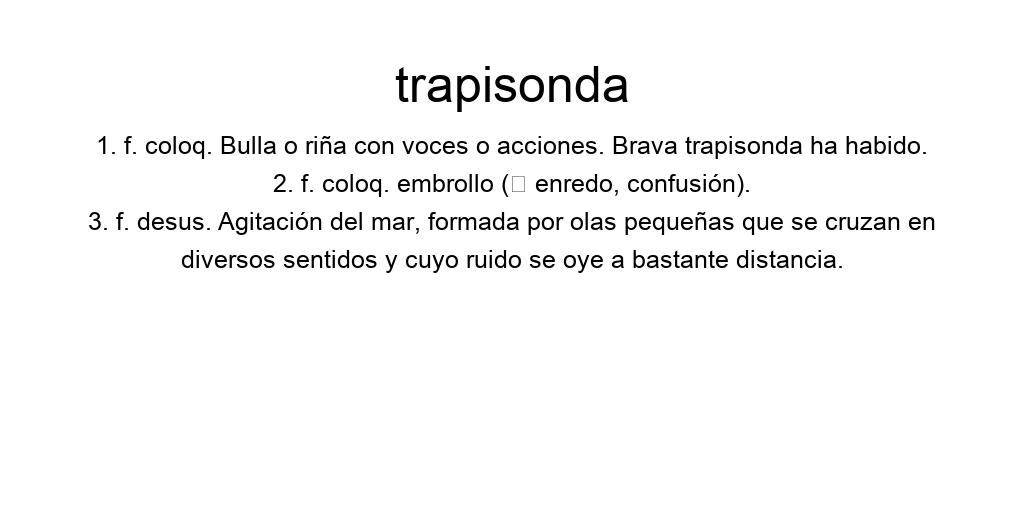 trapisonda
1. f. coloq. Bulla o riña con voces o acciones. Brava trapisonda ha habido.
2. f. coloq. embrollo (□ enredo, confusión).
3. f. desus. Agitación del mar, formada por olas pequeñas que se cruzan en
diversos sentidos y cuyo ruido se oye a bastante distancia.